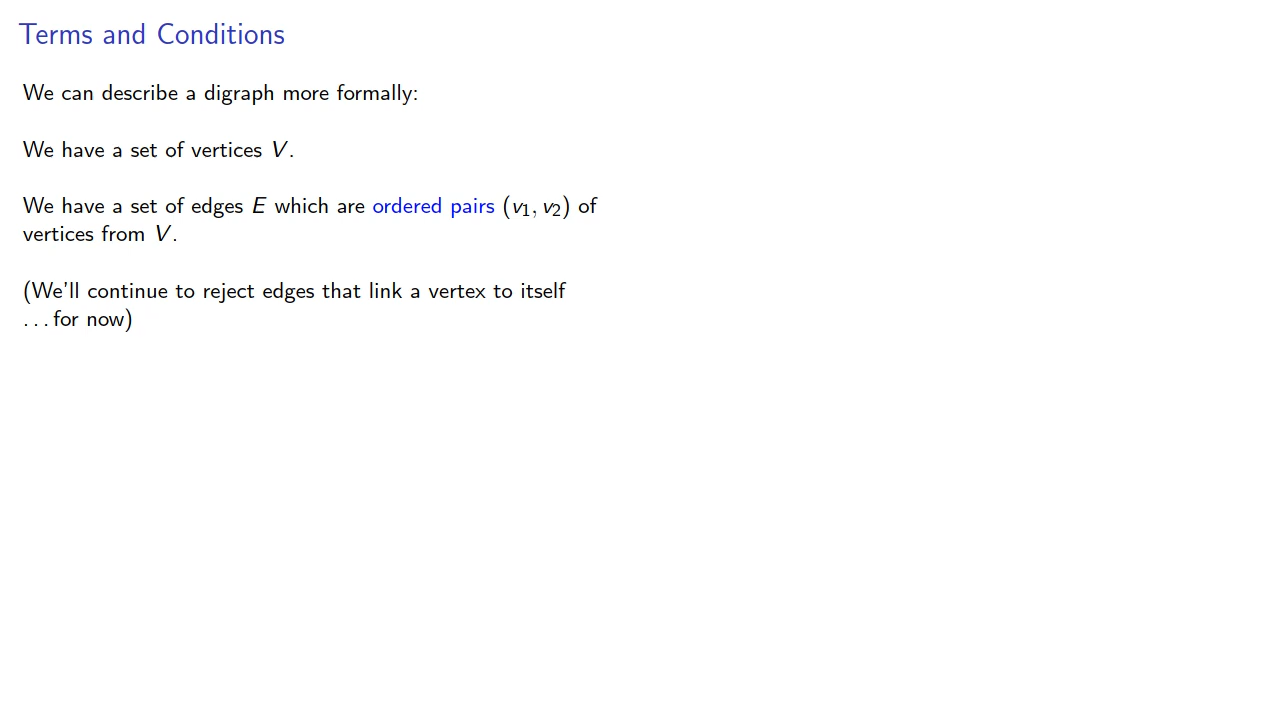 Terms and Conditions
We can describe a digraph more formally:
We have a set of vertices V.
We have a set of edges E which are ordered pairs (v₁, v₂) of
vertices from V.
(We'll continue to reject edges that link a vertex to itself
...for now)